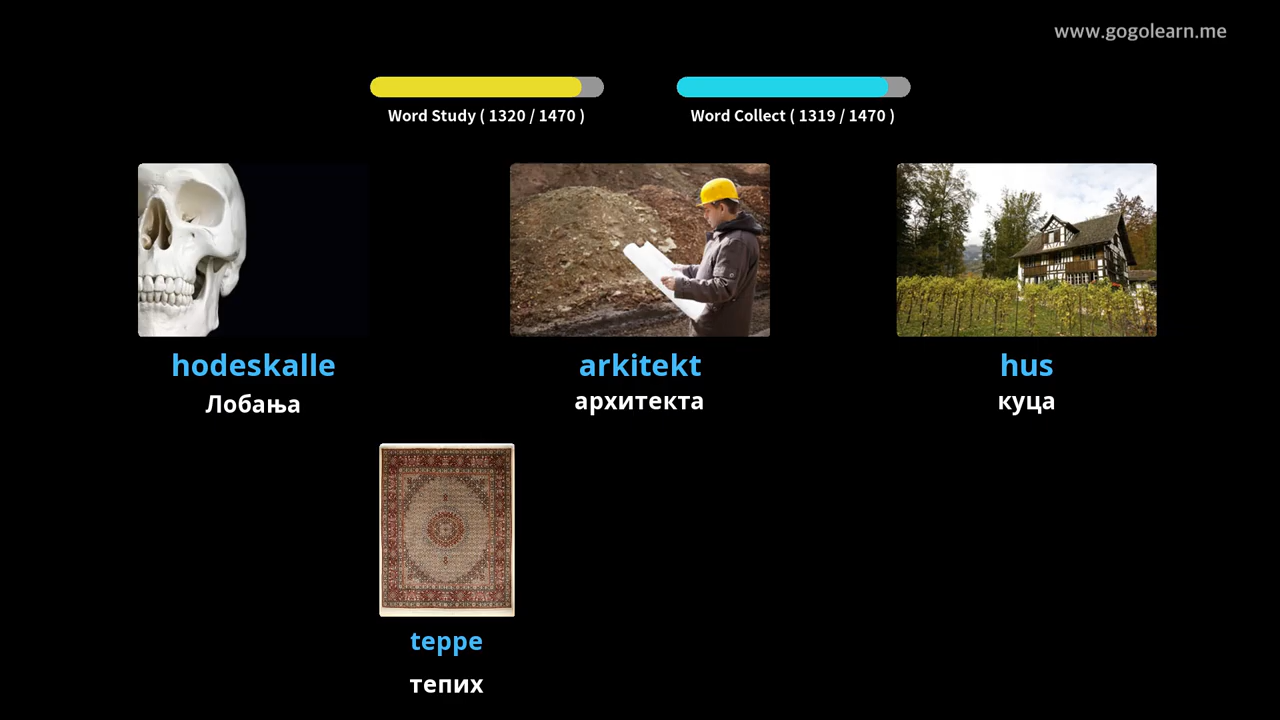 www.gogolearn.me
Word Study ( 1320 / 1470 )
Word Collect ( 1319 / 1470 )
hodeskalle
Лобања
arkitekt
архитекта
hus
куца
teppe
тепих